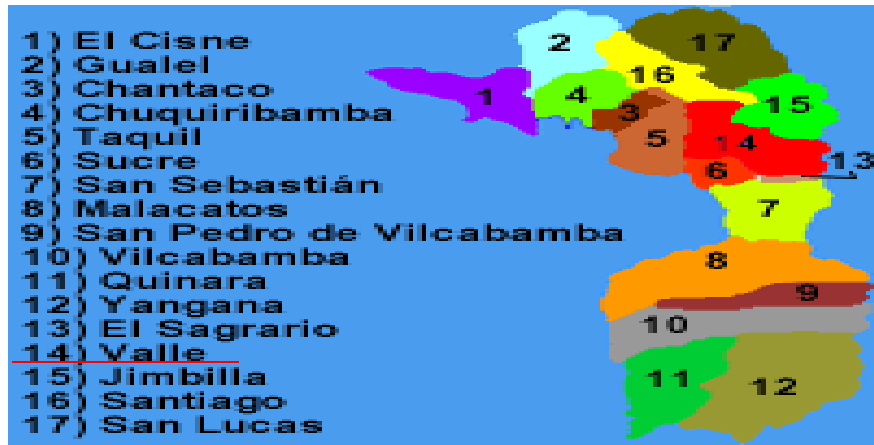 1) El Cisne
2) Gualel
3) Chantaco
4) Chuquiribamba
5) Taquil
6) Sucre
7) San Sebastián
8) Malacatos
9) San Pedro de Vilcabamba
10) Vilcabamba
11) Quinara
12) Yangana
13) El Sagrario
14) Valle
15) Jimbilla
16) Santiago
17) San Lucas
2
17
16
1
4
15
3
5
14
13
6
7
8
9
10
11
12